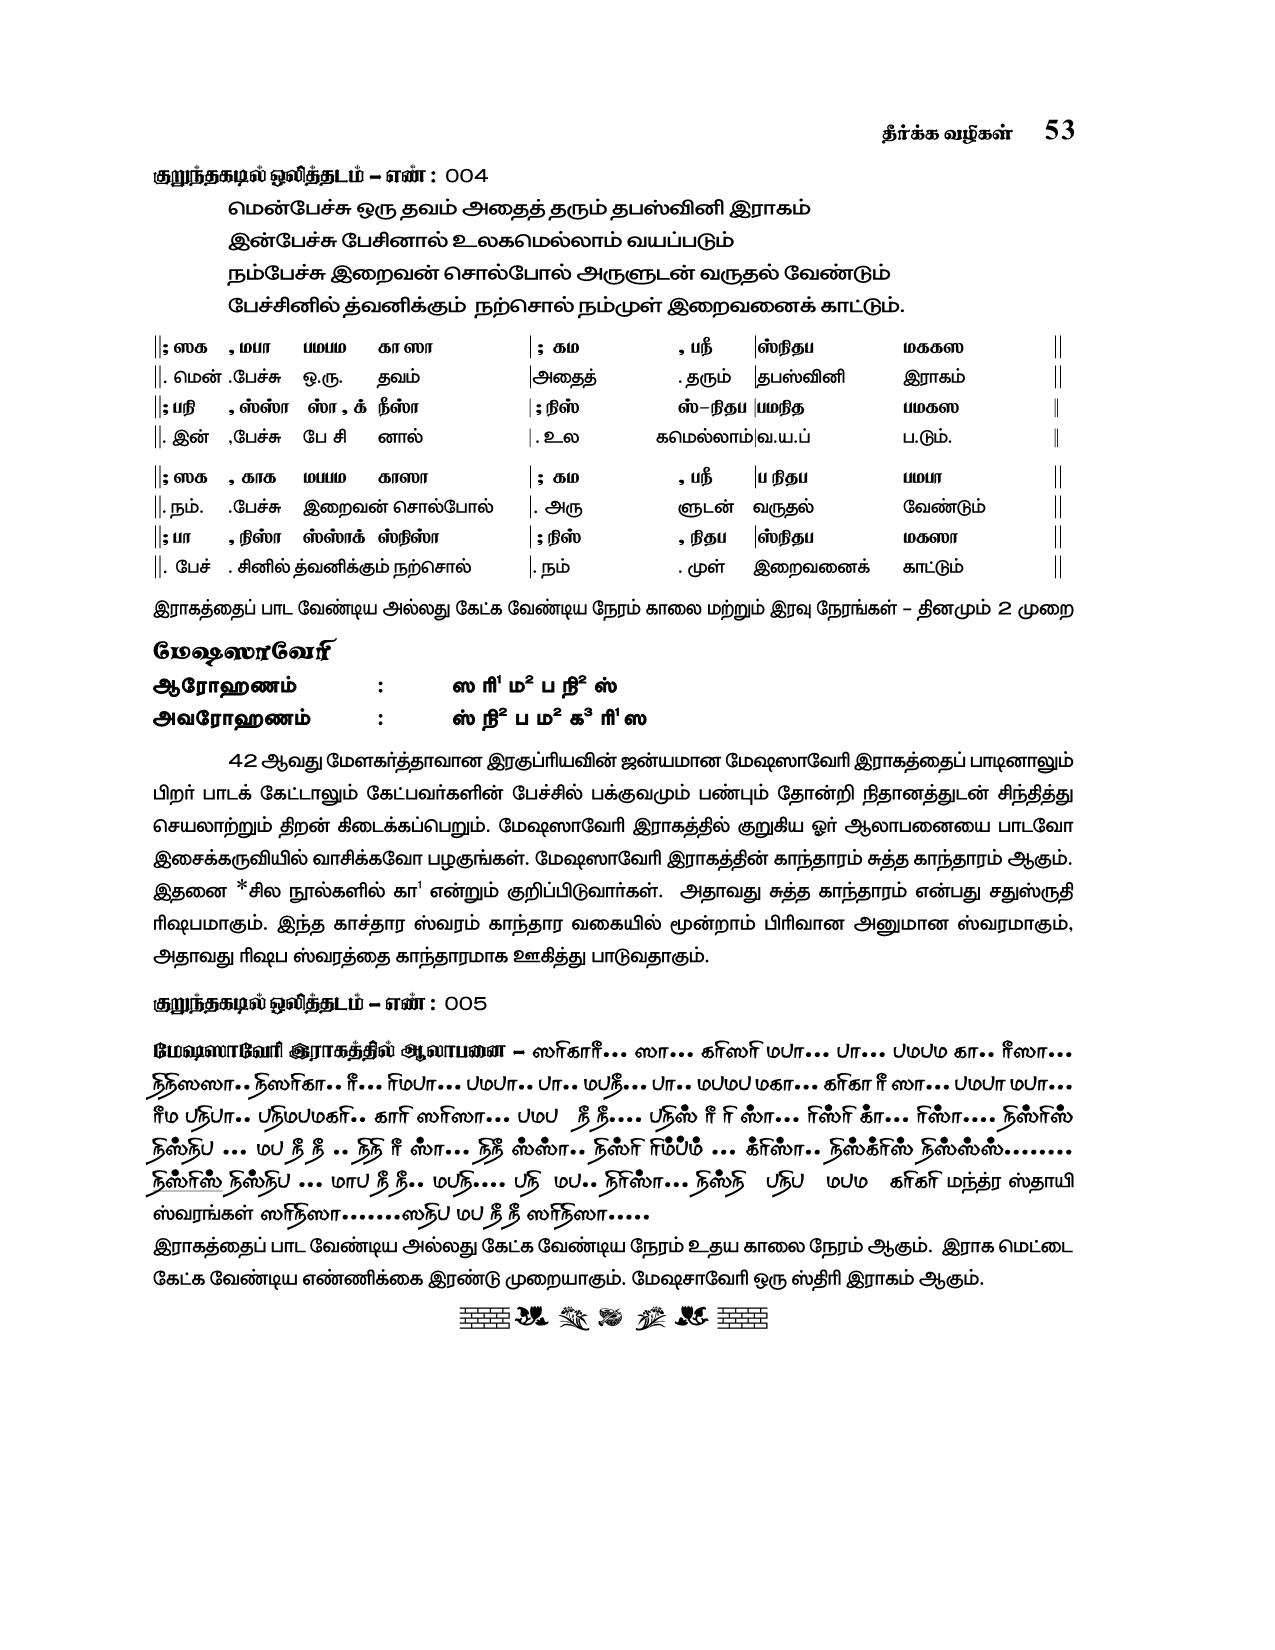 தீர்க்க வழிகள் 53
குறுந்தகடில் ஒலித்தடம் – எண் : 004
மென்பேச்சு ஒரு தவம் அதைத் தரும் தபஸ்வினி இராகம்
இன்பேச்சு பேசினால் உலகமெல்லாம் வயப்படும்
நம்பேச்சு இறைவன் சொல்போல் அருளுடன் வருதல் வேண்டும்
பேச்சினில் த்வனிக்கும் நற்சொல் நம்முள் இறைவனைக் காட்டும்.
||; ஸக , மபா பமபம கா ஸா | ; கம , பநீ |ஸ்நிதப மககஸ ||
||. மென் .பேச்சு ஒ.ரு. தவம் |அதைத் . தரும் |தபஸ்வினி இராகம் ||
||; பநி , ஸ்ஸ்ா ஸ்ா , க் நீஸ்ா | ; நிஸ் ஸ்–நிதப |பமநித பமகஸ ||
||. இன் ,பேச்சு பே சி னால் | . உல கமெல்லாம்|வ.ய.ப் ப.டும். ||
||; ஸக , காக மபபம காஸா | ; கம , பநீ |ப நிதப பமபா ||
||. நம். .பேச்சு இறைவன் சொல்போல் |. அரு ளுடன் வருதல் வேண்டும் ||
||; பா , நிஸ்ா ஸ்ஸ்ாக் ஸ்நிஸ்ா | ; நிஸ் , நிதப |ஸ்நிதப மகஸா ||
||. பேச் . சினில் த்வனிக்கும் நற்சொல் |. நம் . முள் இறைவனைக் காட்டும் ||
இராகத்தைப் பாட வேண்டிய அல்லது கேட்க வேண்டிய நேரம் காலை மற்றும் இரவு நேரங்கள் – தினமும் 2 முறை
மேஷஸாவேரி
ஆரோஹணம் : ஸ ரி¹ ம² ப நி² ஸ்
அவரோஹணம் : ஸ் நி² ப ம² க³ ரி¹ ஸ
42 ஆவது மேளகர்த்தாவான இரகுப்ரியவின் ஜன்யமான மேஷஸாவேரி இராகத்தைப் பாடினாலும்
பிறர் பாடக் கேட்டாலும் கேட்பவர்களின் பேச்சில் பக்குவமும் பண்பும் தோன்றி நிதானத்துடன் சிந்தித்து
செயலாற்றும் திறன் கிடைக்கப்பெறும். மேஷஸாவேரி இராகத்தில் குறுகிய ஓர் ஆலாபனையை பாடவோ
இசைக்கருவியில் வாசிக்கவோ பழகுங்கள். மேஷஸாவேரி இராகத்தின் காந்தாரம் சுத்த காந்தாரம் ஆகும்.
இதனை *சில நூல்களில் கா¹ என்றும் குறிப்பிடுவார்கள். அதாவது சுத்த காந்தாரம் என்பது சதுஸ்ருதி
ரிஷபமாகும். இந்த காச்தார ஸ்வரம் காந்தார வகையில் மூன்றாம் பிரிவான அனுமான ஸ்வரமாகும்,
அதாவது ரிஷப ஸ்வரத்தை காந்தாரமாக ஊகித்து பாடுவதாகும்.
குறுந்தகடில் ஒலித்தடம் – எண் : 005
மேஷஸாவேரி இராகத்தில் ஆலாபனை – ஸரிகாரீ... ஸா... கரிஸரி மபா... பா... பமபம கா.. ரீஸா...
நிநிஸஸா.. நிஸரிகா.. ரீ... ரிமபா... பமபா.. பா.. மபநீ... பா.. மபமப மகா... கரிகா ரீ ஸா... பமபா மபா...
ரீம பநிபா.. பநிமபமகரி.. காரி ஸரிஸா... பமப நீ நீ.... பநிஸ் ரீ ரி ஸ்ா... ரிஸ்ரி க்ா... ரிஸ்ா.... நிஸ்ரிஸ்
நிஸ்நிப ... மப நீ நீ .. நிநி ரீ ஸ்ா... நிநீ ஸ்ஸ்ா.. நிஸ்ரி ரிம்ப்ம் ... க்ரிஸ்ா.. நிஸ்க்ரிஸ் நிஸ்ஸ்ஸ்........
நிஸ்ரிஸ் நிஸ்நிப ... மாப நீ நீ.. மபநி.... பநி மப.. நிரிஸ்ா... நிஸ்நி பநிப மபம கரிகரி மந்த்ர ஸ்தாயி
ஸ்வரங்கள் ஸரிநிஸா.......ஸநிப மப நீ நீ ஸரிநிஸா.....
இராகத்தைப் பாட வேண்டிய அல்லது கேட்க வேண்டிய நேரம் உதய காலை நேரம் ஆகும். இராக மெட்டை
கேட்க வேண்டிய எண்ணிக்கை இரண்டு முறையாகும். மேஷசாவேரி ஒரு ஸ்திரி இராகம் ஆகும்.